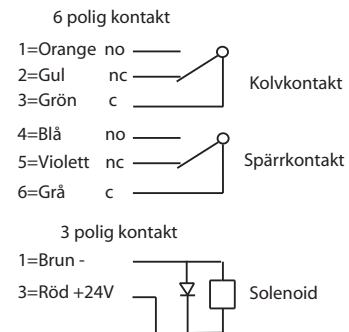 6 polig kontakt
1=Orange no
2=Gul nc
3=Grön c
Kolvkontakt
4=Blå no
5=Violett nc
6=Grå c
Spärrkontakt
3 polig kontakt
1=Brun -
3=Röd +24V
Solenoid